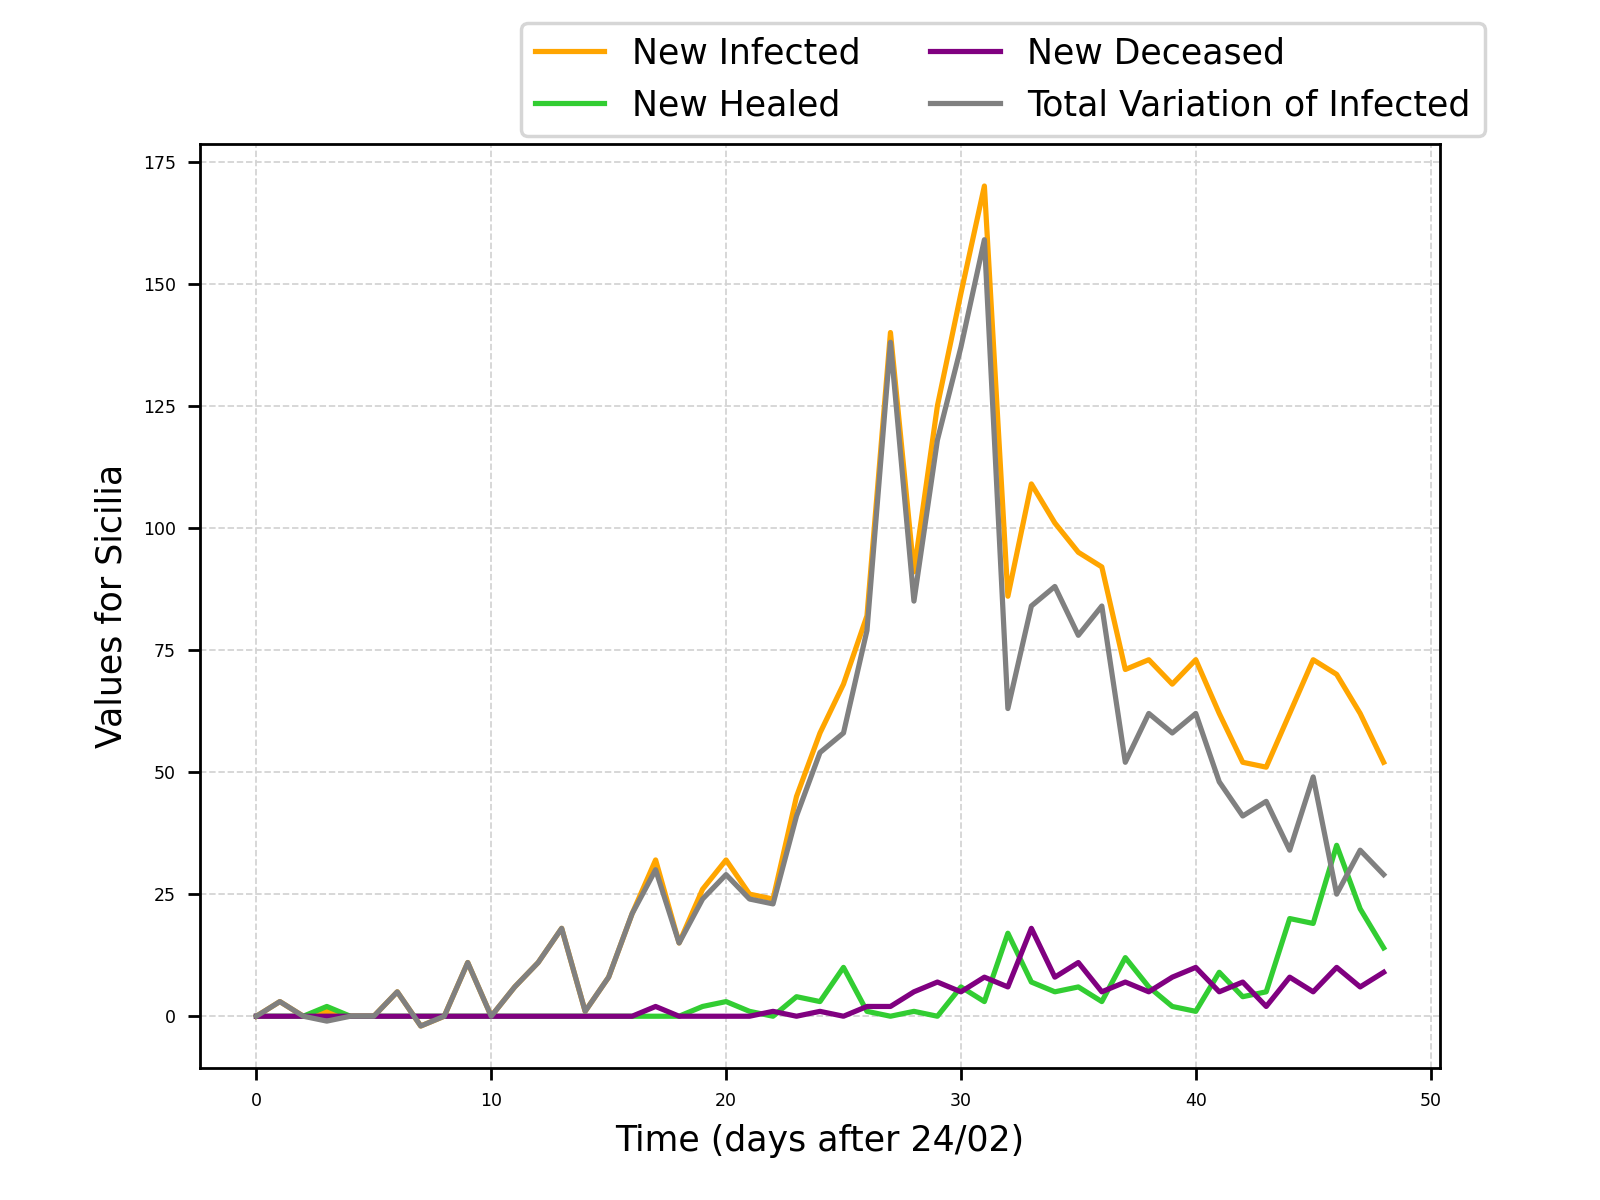 New Infected
New Healed
New Deceased
Total Variation of Infected
Values for Sicilia
175
150
125
100
75
50
25
0
0 10 20 30 40 50
Time (days after 24/02)